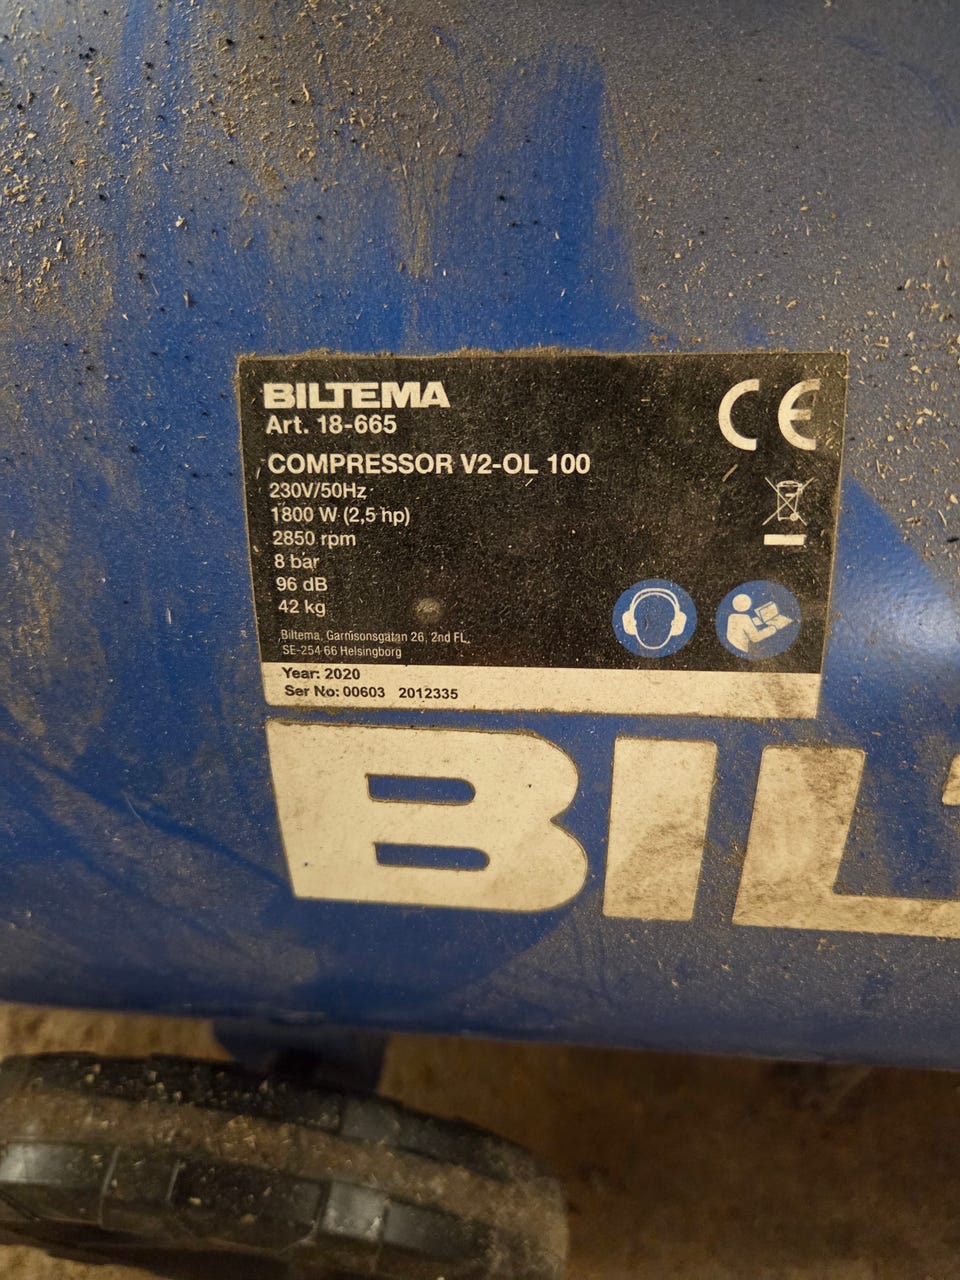 BILTEMA
Art. 18-665
CE
COMPRESSOR V2-OL 100
230V/50Hz
1800 W (2,5 hp)
2850 rpm
8 bar
96 dB
42 kg
Biltema, Garnisonsgatan 26, 2nd FL,
SE-254 66 Helsingborg
Year: 2020
Ser No: 00603 2012335
BIL